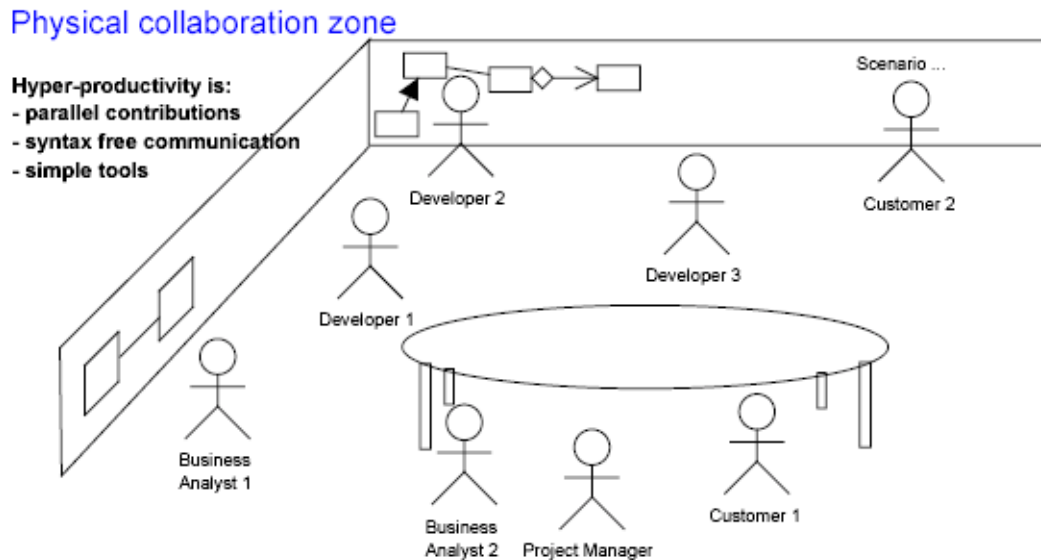 Physical collaboration zone
Hyper-productivity is:
- parallel contributions
- syntax free communication
- simple tools
Scenario ...
Developer 2
Customer 2
Developer 3
Developer 1
Business
Analyst 1
Business
Analyst 2
Project Manager
Customer 1